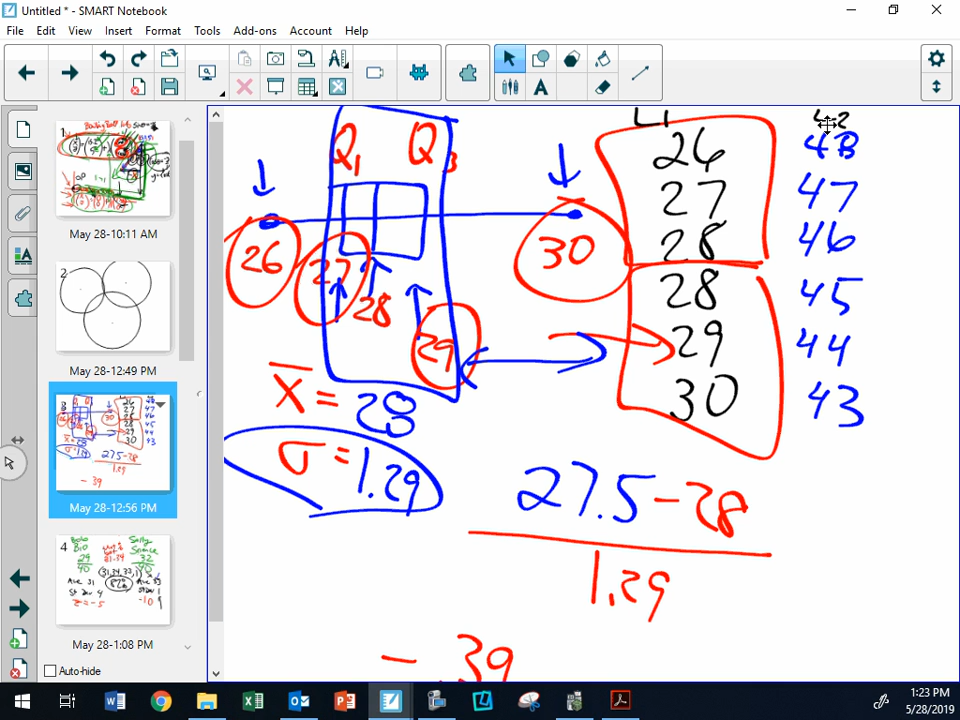 Untitled * - SMART Notebook
File Edit View Insert Format Tools Add-ons Account Help
1
May 28-10:11 AM
2
May 28-12:49 PM
May 28-12:56 PM
4
May 28-1:08 PM
Auto-hide
Q1 Q3
26
27
28
29
30
x̄ = 28
σ = 1.29
L1 L2
26 48
27 47
28 46
28 45
29 44
30 43
27.5-28
1.29
- .39
1:23 PM
5/28/2019